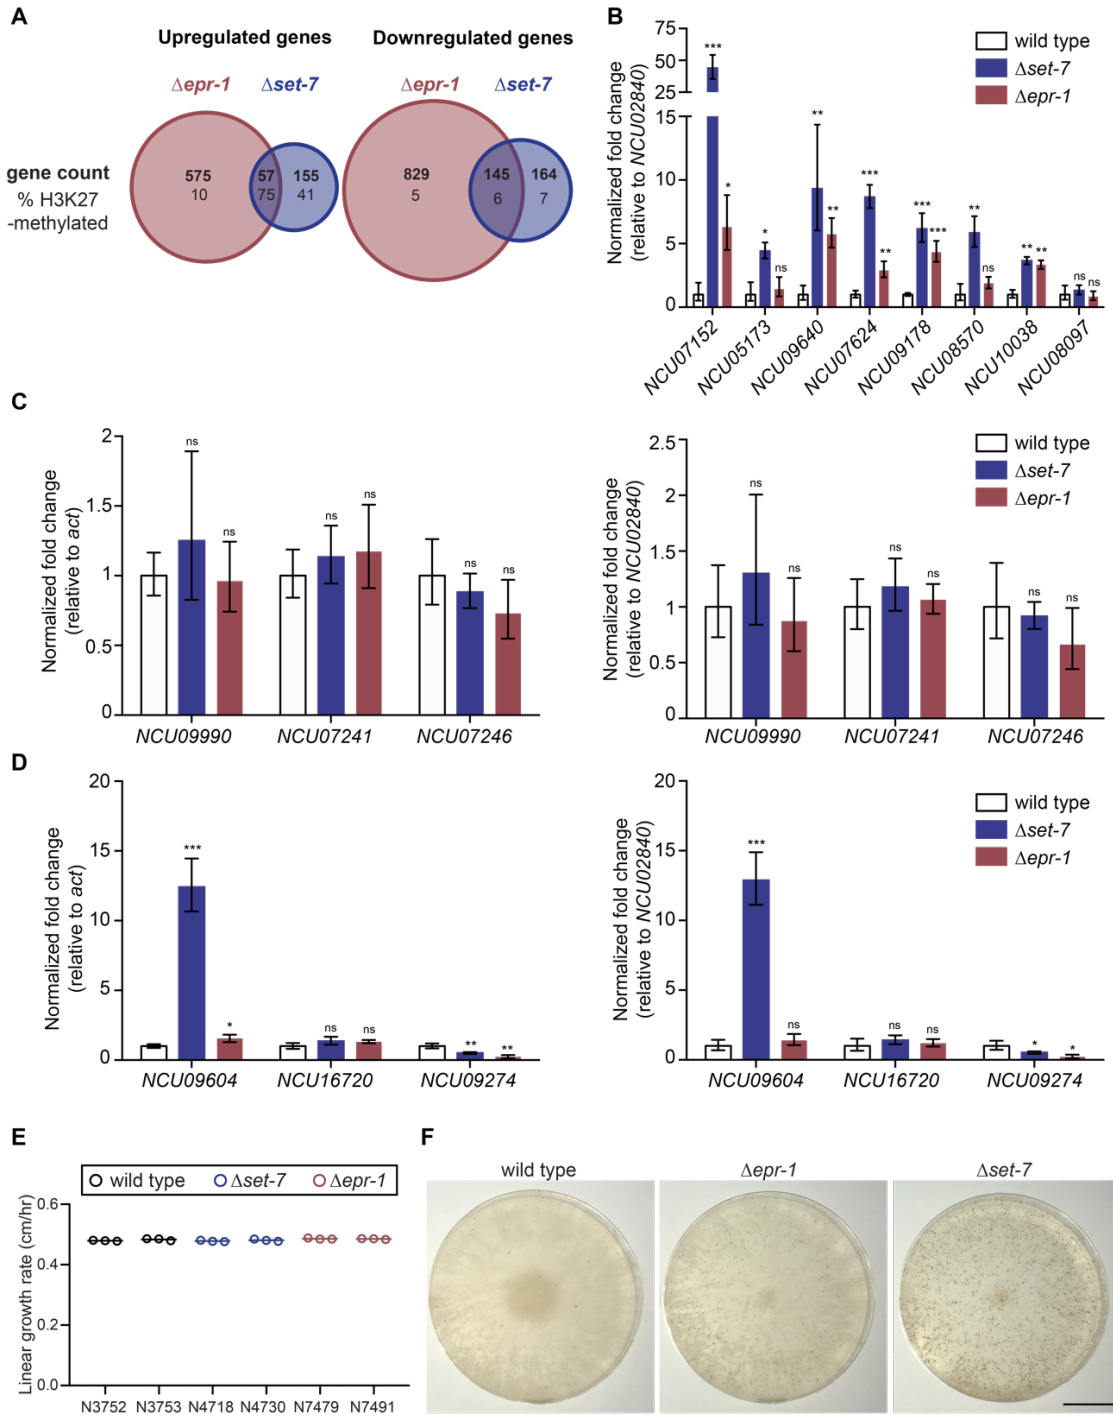 A
Upregulated genes
Downregulated genes
Δepr-1
Δset-7
Δepr-1
Δset-7
gene count
% H3K27
-methylated
575
10
57
75
155
41
829
5
145
6
164
7
B
wild type
Δset-7
Δepr-1
Normalized fold change
(relative to NCU02840)
75
50
25
15
10
5
0
***
*
*
ns
**
**
***
**
***
***
**
ns
**
**
ns
ns
NCU07152
NCU05173
NCU09640
NCU07624
NCU09178
NCU08570
NCU10038
NCU08097
C
Normalized fold change
(relative to act)
2
1.5
1
0.5
0
ns
ns
ns
ns
ns
ns
NCU09990
NCU07241
NCU07246
Normalized fold change
(relative to NCU02840)
2.5
2
1.5
1
0.5
0
ns
ns
ns
ns
ns
ns
NCU09990
NCU07241
NCU07246
wild type
Δset-7
Δepr-1
D
Normalized fold change
(relative to act)
20
15
10
5
0
***
*
ns
ns
**
**
NCU09604
NCU16720
NCU09274
Normalized fold change
(relative to NCU02840)
20
15
10
5
0
***
ns
ns
ns
*
*
NCU09604
NCU16720
NCU09274
wild type
Δset-7
Δepr-1
E
wild type
Δset-7
Δepr-1
Linear growth rate (cm/hr)
0.6
0.4
0.2
0.0
N3752
N3753
N4718
N4730
N7479
N7491
F
wild type
Δepr-1
Δset-7